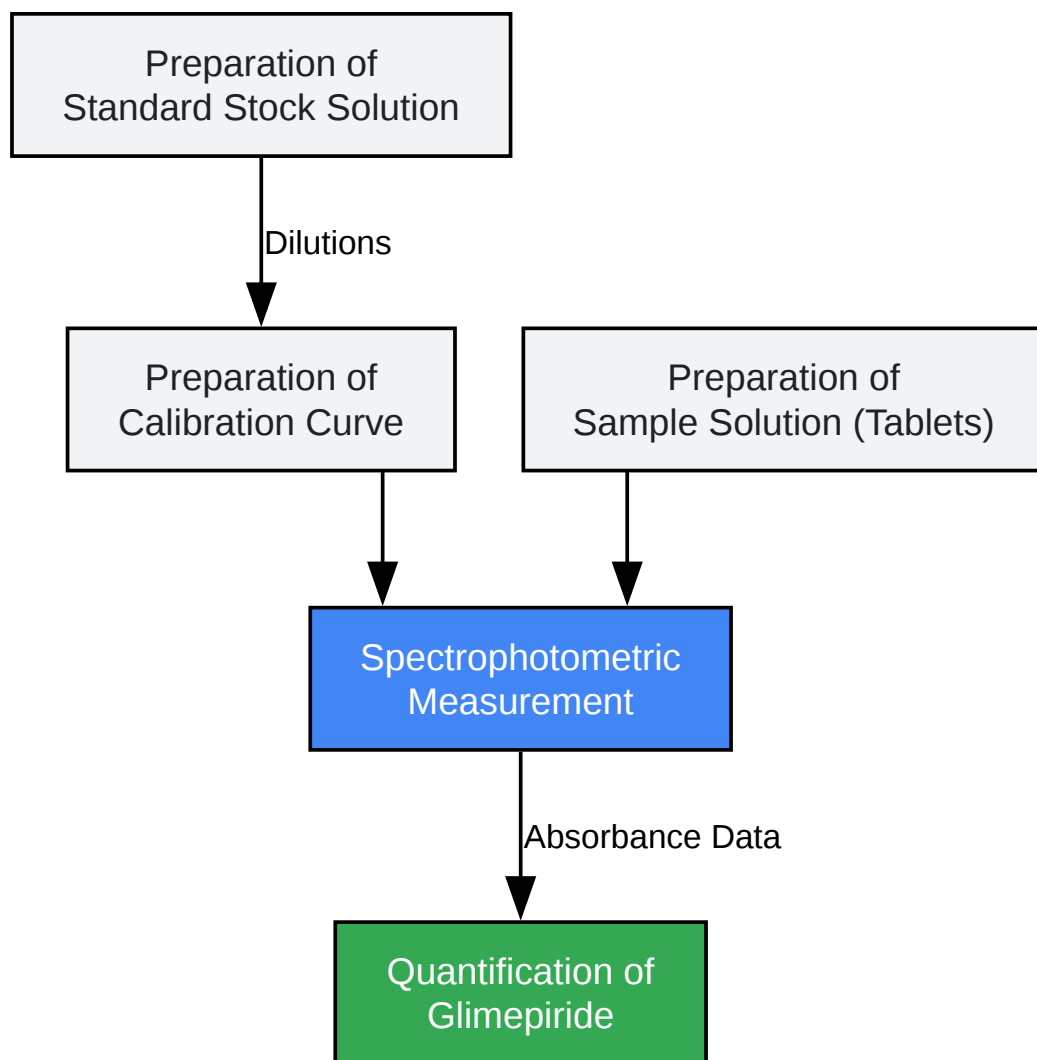 Preparation of
Standard Stock Solution
Dilutions
Preparation of
Calibration Curve
Preparation of
Sample Solution (Tablets)
Spectrophotometric
Measurement
Absorbance Data
Quantification of
Glimepiride